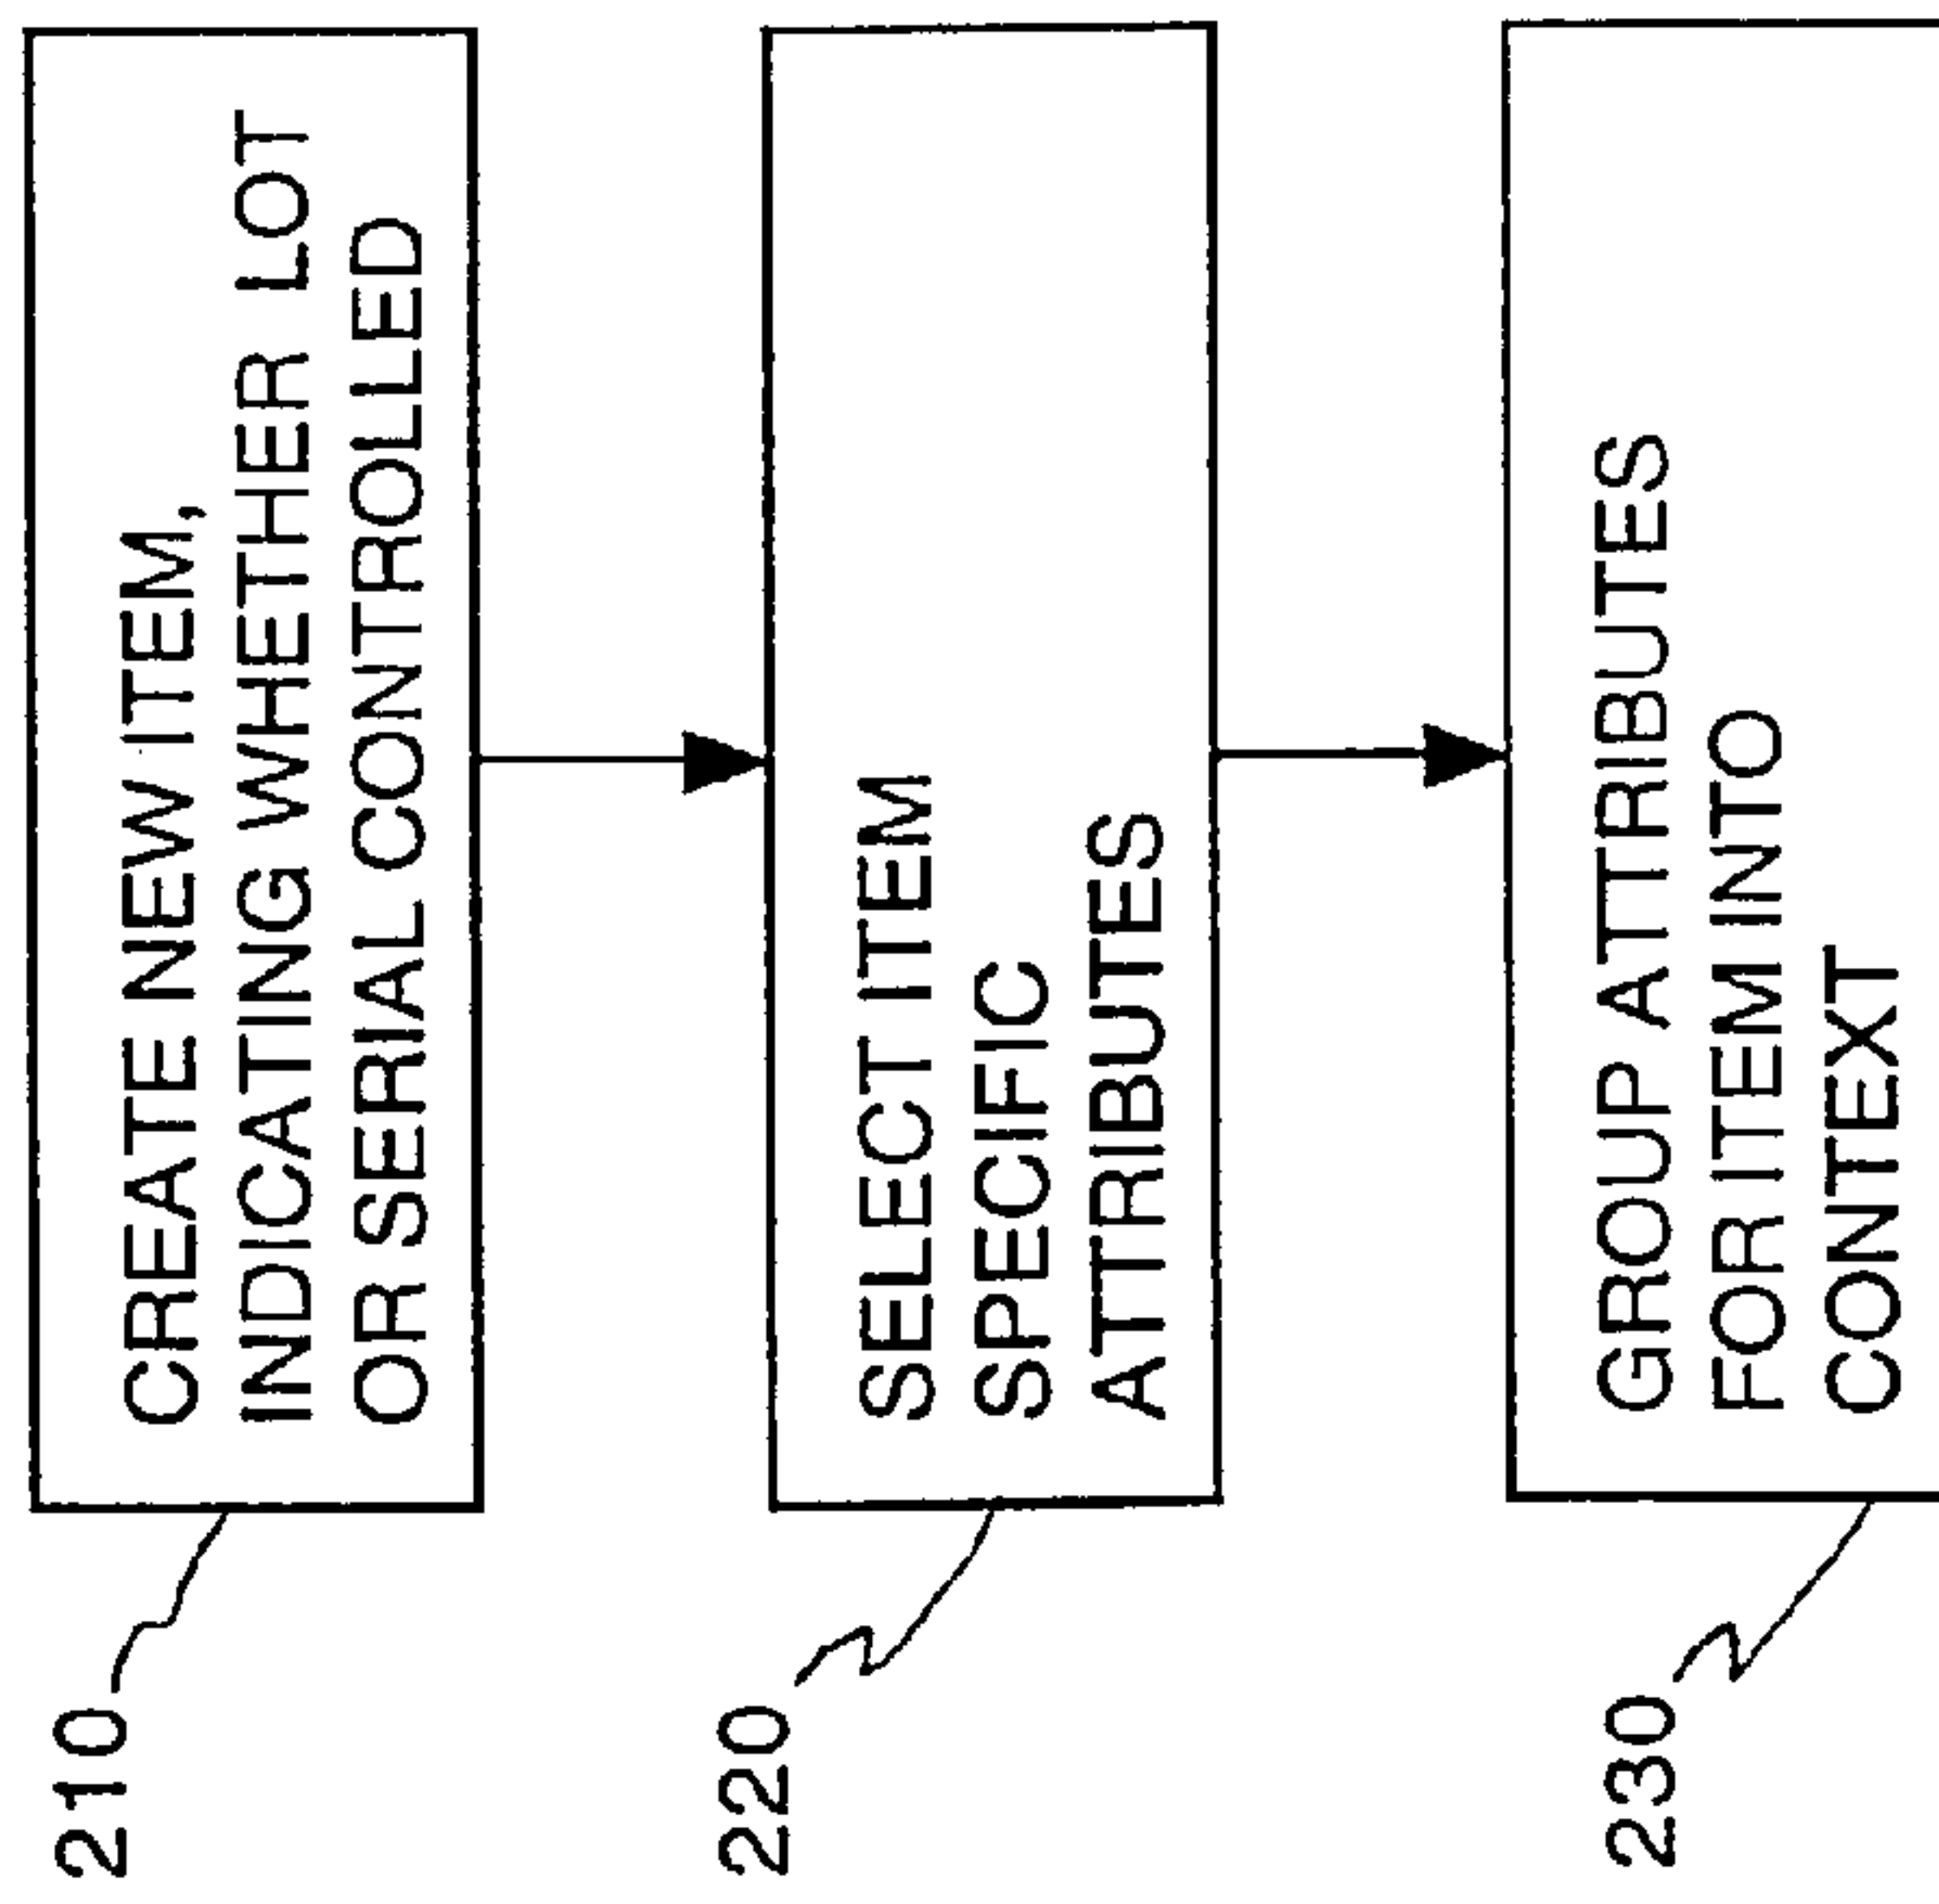 210
CREATE NEW ITEM,
INDICATING WHETHER LOT
OR SERIAL CONTROLLED
220
SELECT ITEM
SPECIFIC
ATTRIBUTES
230
GROUP ATTRIBUTES
FOR ITEM INTO
CONTEXT